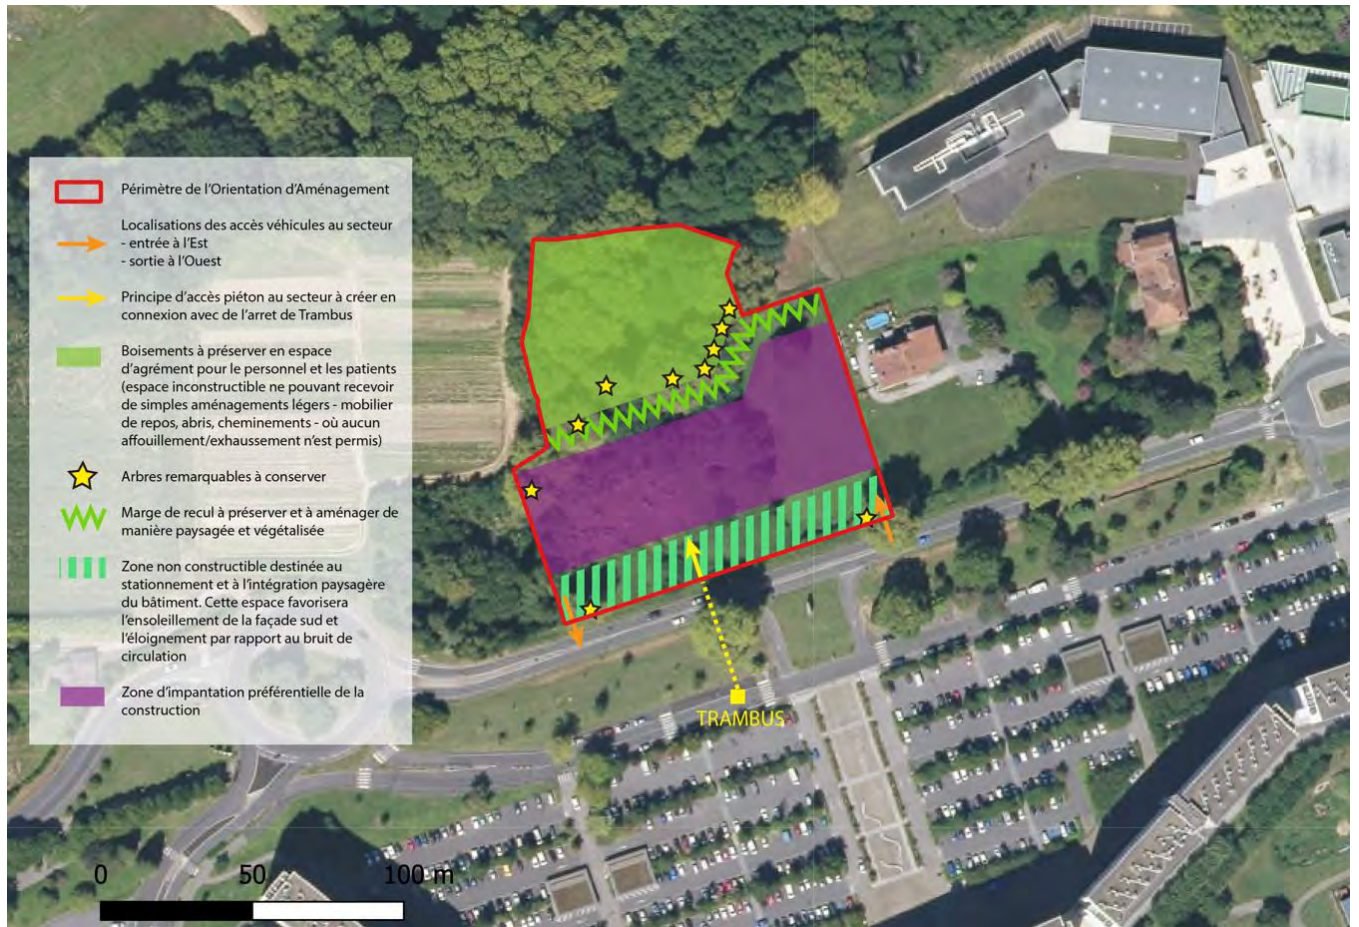 Périmètre de l'Orientation d'Aménagement
Localisations des accès véhicules au secteur
- entrée à l'Est
- sortie à l'Ouest
Principe d'accès piéton au secteur à créer en
connexion avec de l'arret de Trambus
Boisements à préserver en espace
d'agrément pour le personnel et les patients
(espace inconstructible ne pouvant recevoir
de simples aménagements légers - mobilier
de repos, abris, cheminements - où aucun
affouillement/exhaussement n'est permis)
Arbres remarquables à conserver
Marge de recul à préserver et à aménager de
manière paysagée et végétalisée
Zone non constructible destinée au
stationnement et à l'intégration paysagère
du bâtiment. Cette espace favorisera
l'ensoleillement de la façade sud et
l'éloignement par rapport au bruit de
circulation
Zone d'impantation préférentielle de la
construction
TRAMBUS
0 50 100 m